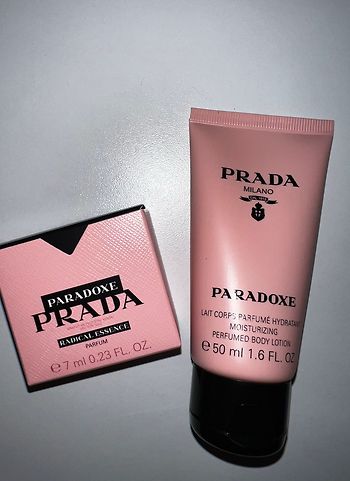 PARADOXE
PRADA
RADICAL ESSENCE
PARFUM
℮ 7 ml 0.23 FL. OZ.
PRADA
MILANO
PARADOXE
LAIT CORPS PARFUMÉ HYDRATANT
MOISTURIZING
PERFUMED BODY LOTION
℮ 50 ml 1.6 FL. OZ.